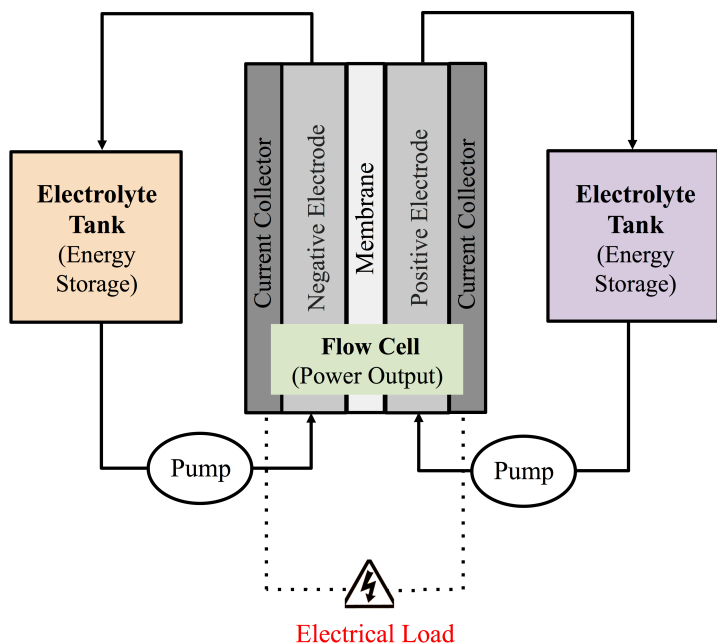 Electrolyte
Tank
(Energy
Storage)
Current Collector
Negative Electrode
Membrane
Positive Electrode
Current Collector
Electrolyte
Tank
(Energy
Storage)
Flow Cell
(Power Output)
Pump
Pump
Electrical Load